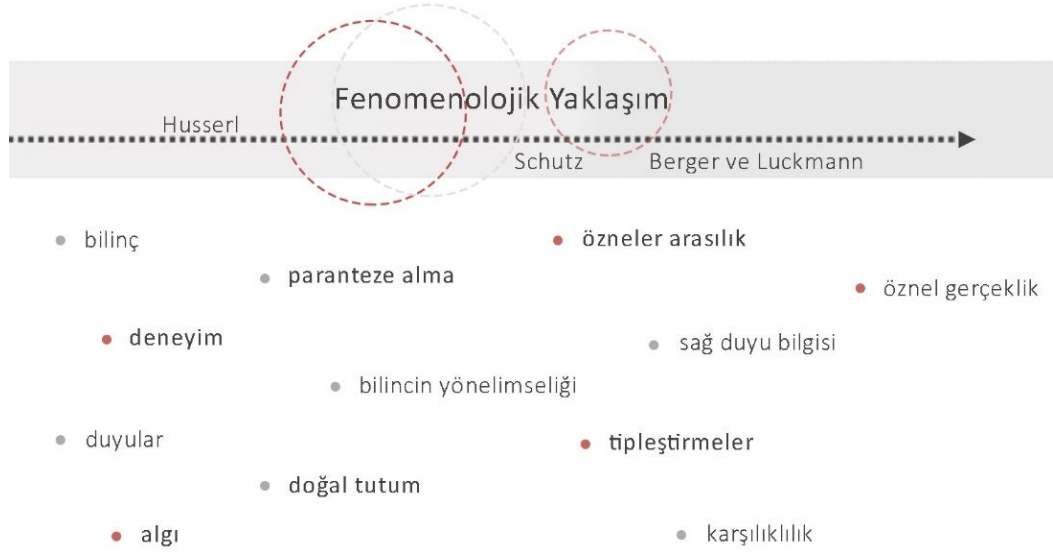 Fenomenolojik Yaklaşım
Husserl
Schutz
Berger ve Luckmann
bilinç
özneler arasılık
paranteze alma
öznel gerçeklik
deneyim
sağ duyu bilgisi
bilincin yönelimseliği
duyular
tipleştirmeler
doğal tutum
algı
karşılıklılık